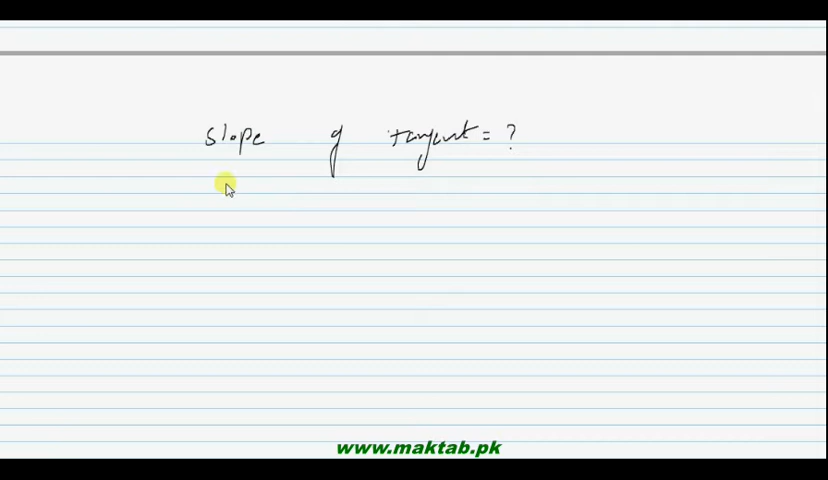 slope of tangent = ?
www.maktab.pk